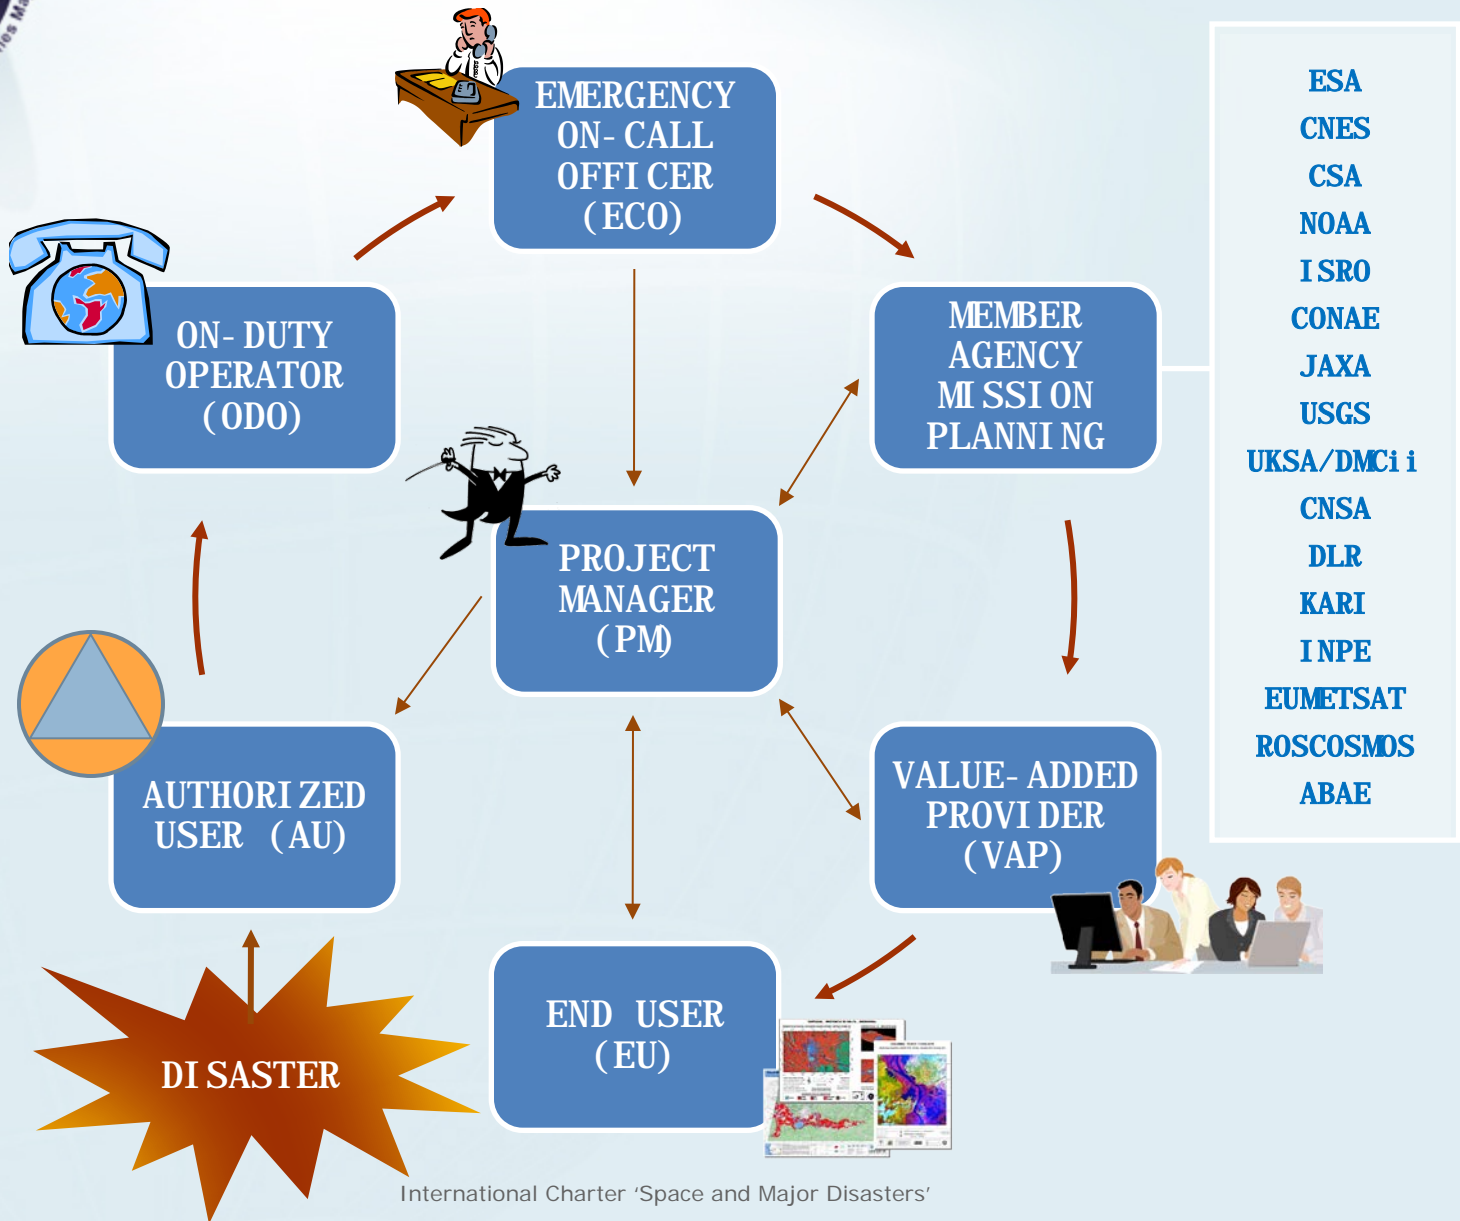 EMERGENCY
ON-CALL
OFFICER
(ECO)
ON-DUTY
OPERATOR
(ODO)
MEMBER
AGENCY
MISSION
PLANNING
PROJECT
MANAGER
(PM)
AUTHORIZED
USER (AU)
VALUE-ADDED
PROVIDER
(VAP)
END USER
(EU)
DISASTER
ESA
CNES
CSA
NOAA
ISRO
CONAE
JAXA
USGS
UKSA/DMCii
CNSA
DLR
KARI
INPE
EUMETSAT
ROSCOSMOS
ABAE
International Charter ‘Space and Major Disasters’